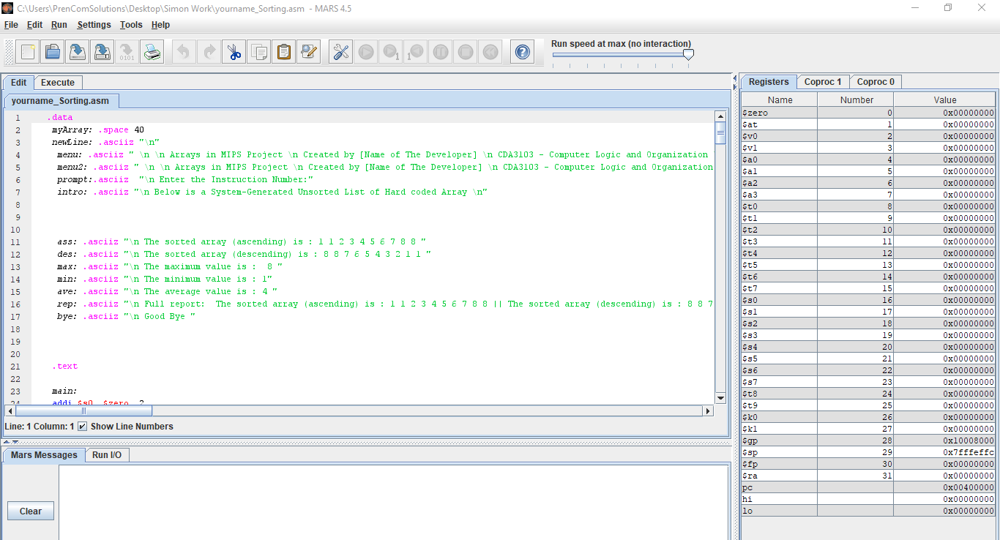 C:\Users\PrenComSolutions\Desktop\Simon Work\yourname_Sorting.asm - MARS 4.5
File Edit Run Settings Tools Help
Run speed at max (no interaction)
Edit Execute
yourname_Sorting.asm
1 .data
2 myArray: .space 40
3 newLine: .asciiz "\n"
4 menu: .asciiz " \n \n Arrays in MIPS Project \n Created by [Name of The Developer] \n CDA3103 - Computer Logic and Organization
5 menu2: .asciiz " \n \n Arrays in MIPS Project \n Created by [Name of The Developer] \n CDA3103 - Computer Logic and Organization
6 prompt:.asciiz "\n Enter the Instruction Number:"
7 intro: .asciiz "\n Below is a System-Generated Unsorted List of Hard coded Array \n"
8
9
10
11 ass: .asciiz "\n The sorted array (ascending) is : 1 1 2 3 4 5 6 7 8 8 "
12 des: .asciiz "\n The sorted array (descending) is : 8 8 7 6 5 4 3 2 1 1 "
13 max: .asciiz "\n The maximum value is : 8 "
14 min: .asciiz "\n The minimum value is : 1"
15 ave: .asciiz "\n The average value is : 4 "
16 rep: .asciiz "\n Full report: The sorted array (ascending) is : 1 1 2 3 4 5 6 7 8 8 || The sorted array (descending) is : 8 8 7
17 bye: .asciiz "\n Good Bye "
18
19
20
21 .text
22
23 main:
24 addi $s0, $zero, 2
Line: 1 Column: 1 Show Line Numbers
Mars Messages Run I/O
Clear
Registers Coproc 1 Coproc 0
Name Number Value
$zero 0 0x00000000
$at 1 0x00000000
$v0 2 0x00000000
$v1 3 0x00000000
$a0 4 0x00000000
$a1 5 0x00000000
$a2 6 0x00000000
$a3 7 0x00000000
$t0 8 0x00000000
$t1 9 0x00000000
$t2 10 0x00000000
$t3 11 0x00000000
$t4 12 0x00000000
$t5 13 0x00000000
$t6 14 0x00000000
$t7 15 0x00000000
$s0 16 0x00000000
$s1 17 0x00000000
$s2 18 0x00000000
$s3 19 0x00000000
$s4 20 0x00000000
$s5 21 0x00000000
$s6 22 0x00000000
$s7 23 0x00000000
$t8 24 0x00000000
$t9 25 0x00000000
$k0 26 0x00000000
$k1 27 0x00000000
$gp 28 0x10008000
$sp 29 0x7fffeffc
$fp 30 0x00000000
$ra 31 0x00000000
pc 0x00400000
hi 0x00000000
lo 0x00000000